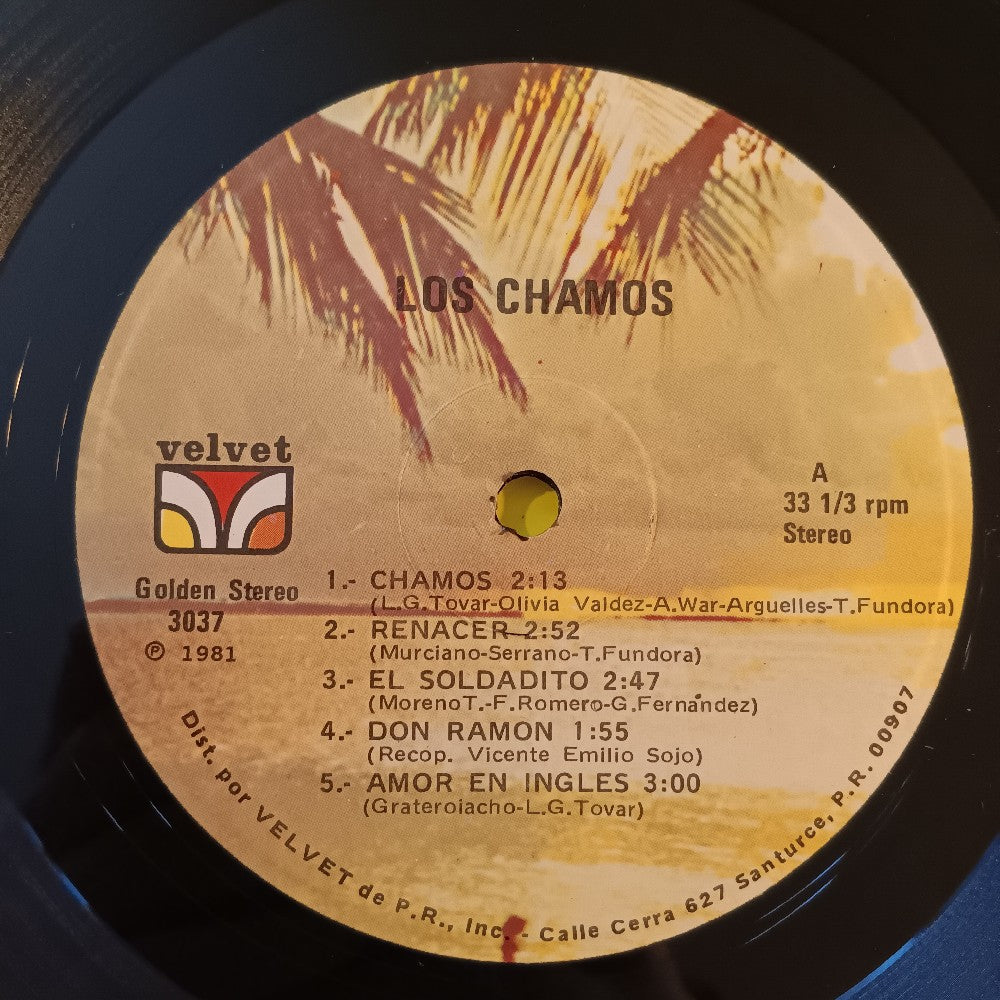 LOS CHAMOS
velvet
A
33 1/3 rpm
Stereo
Golden Stereo
3037
℗ 1981
1.- CHAMOS 2:13
(L.G.Tovar-Olivia Valdez-A.War-Arguelles-T.Fundora)
2.- RENACER 2:52
(Murciano-Serrano-T.Fundora)
3.- EL SOLDADITO 2:47
(MorenoT.-F.Romero-G.Fernández)
4.- DON RAMON 1:55
(Recop. Vicente Emilio Sojo)
5.- AMOR EN INGLES 3:00
(Grateroiacho-L.G.Tovar)
Dist. por VELVET de P.R., Inc. - Calle Cerra 627 Santurce, P.R. 00907